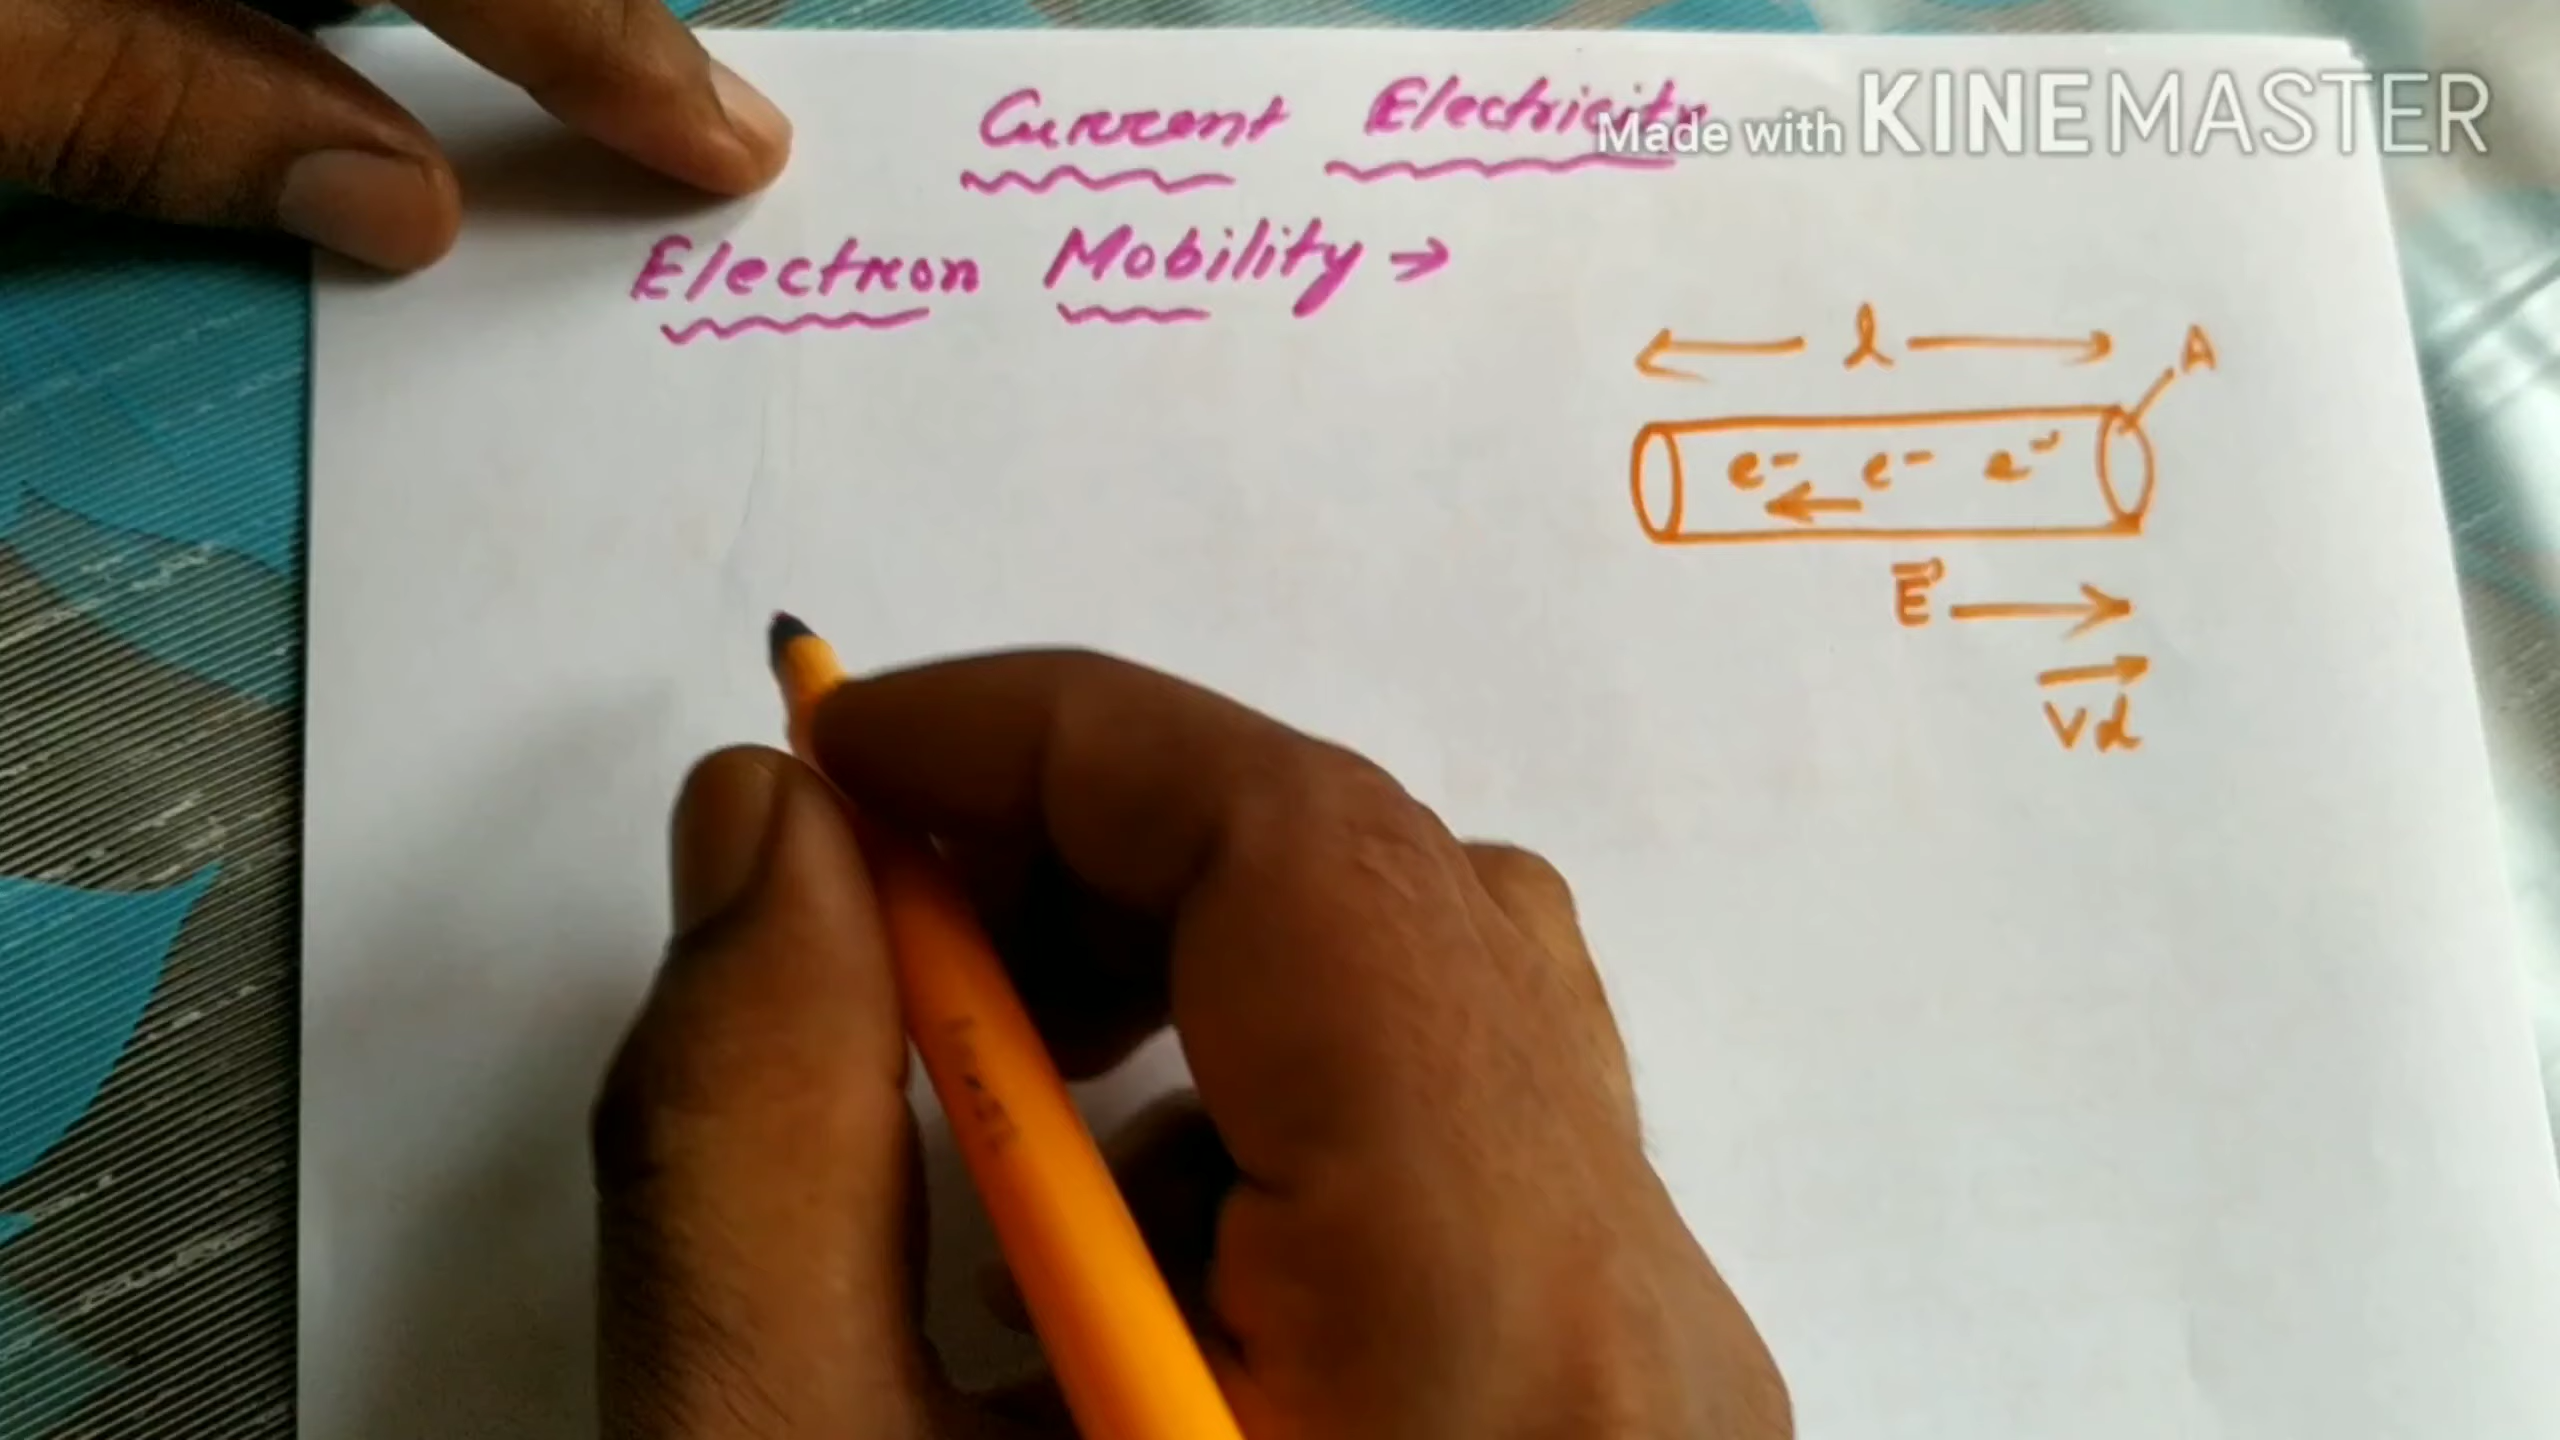 Current Electricity
Made with KINEMASTER
Electron Mobility →
l
A
e⁻ e⁻ e⁻
E
Vd